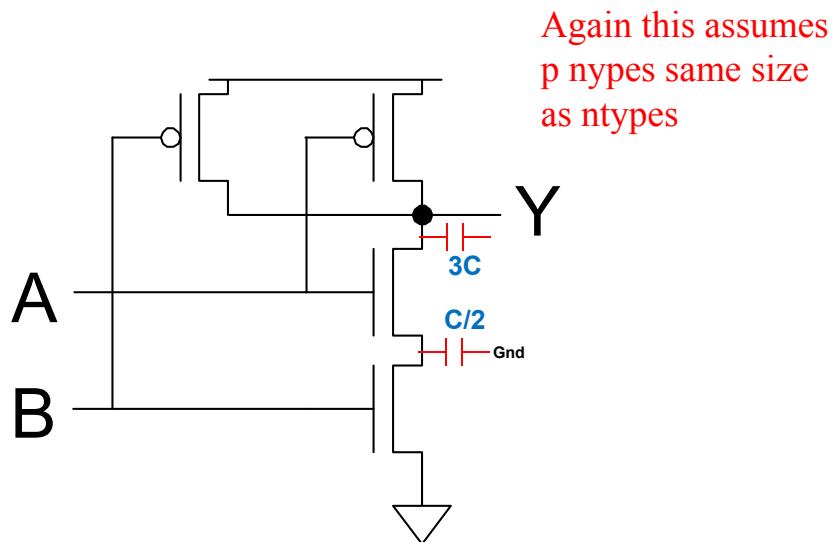 Again this assumes
p nypes same size
as ntypes
Y
3C
A
C/2
Gnd
B